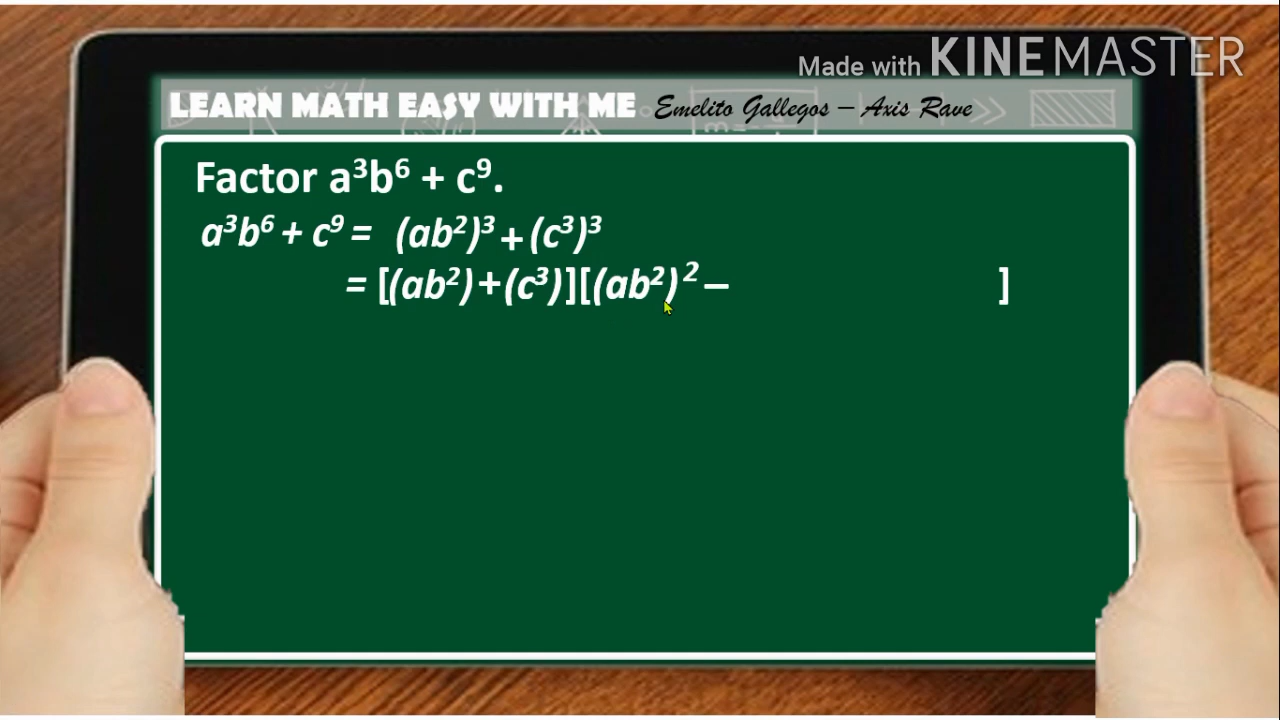 Made with KINEMASTER
LEARN MATH EASY WITH ME Emelito Gallegos – Axis Rave
Factor a³b⁶ + c⁹.
a³b⁶ + c⁹ = (ab²)³ + (c³)³
= [(ab²)+(c³)][(ab²)² – ]